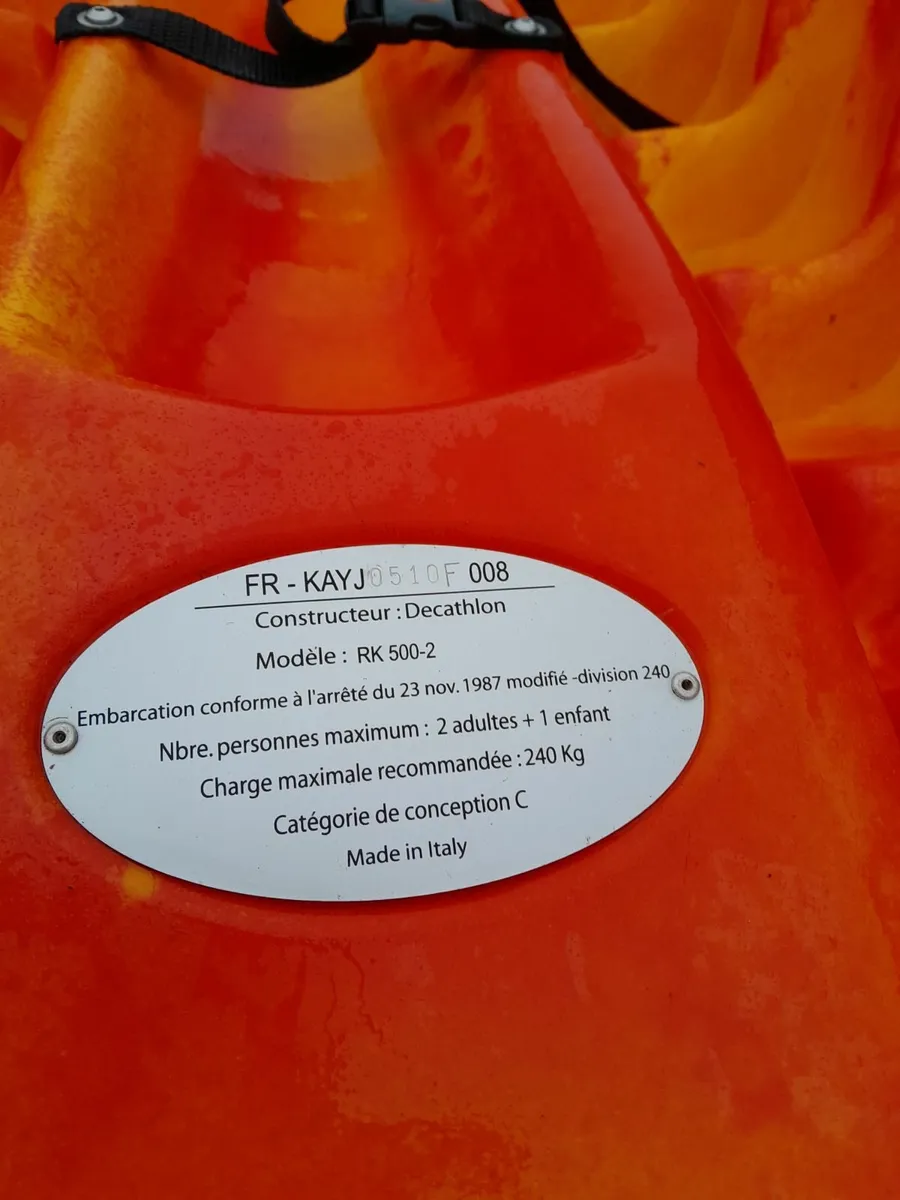 FR - KAYJ0510F 008
Constructeur : Decathlon
Modèle : RK 500-2
Embarcation conforme à l'arrêté du 23 nov. 1987 modifié -division 240
Nbre. personnes maximum : 2 adultes + 1 enfant
Charge maximale recommandée : 240 Kg
Catégorie de conception C
Made in Italy